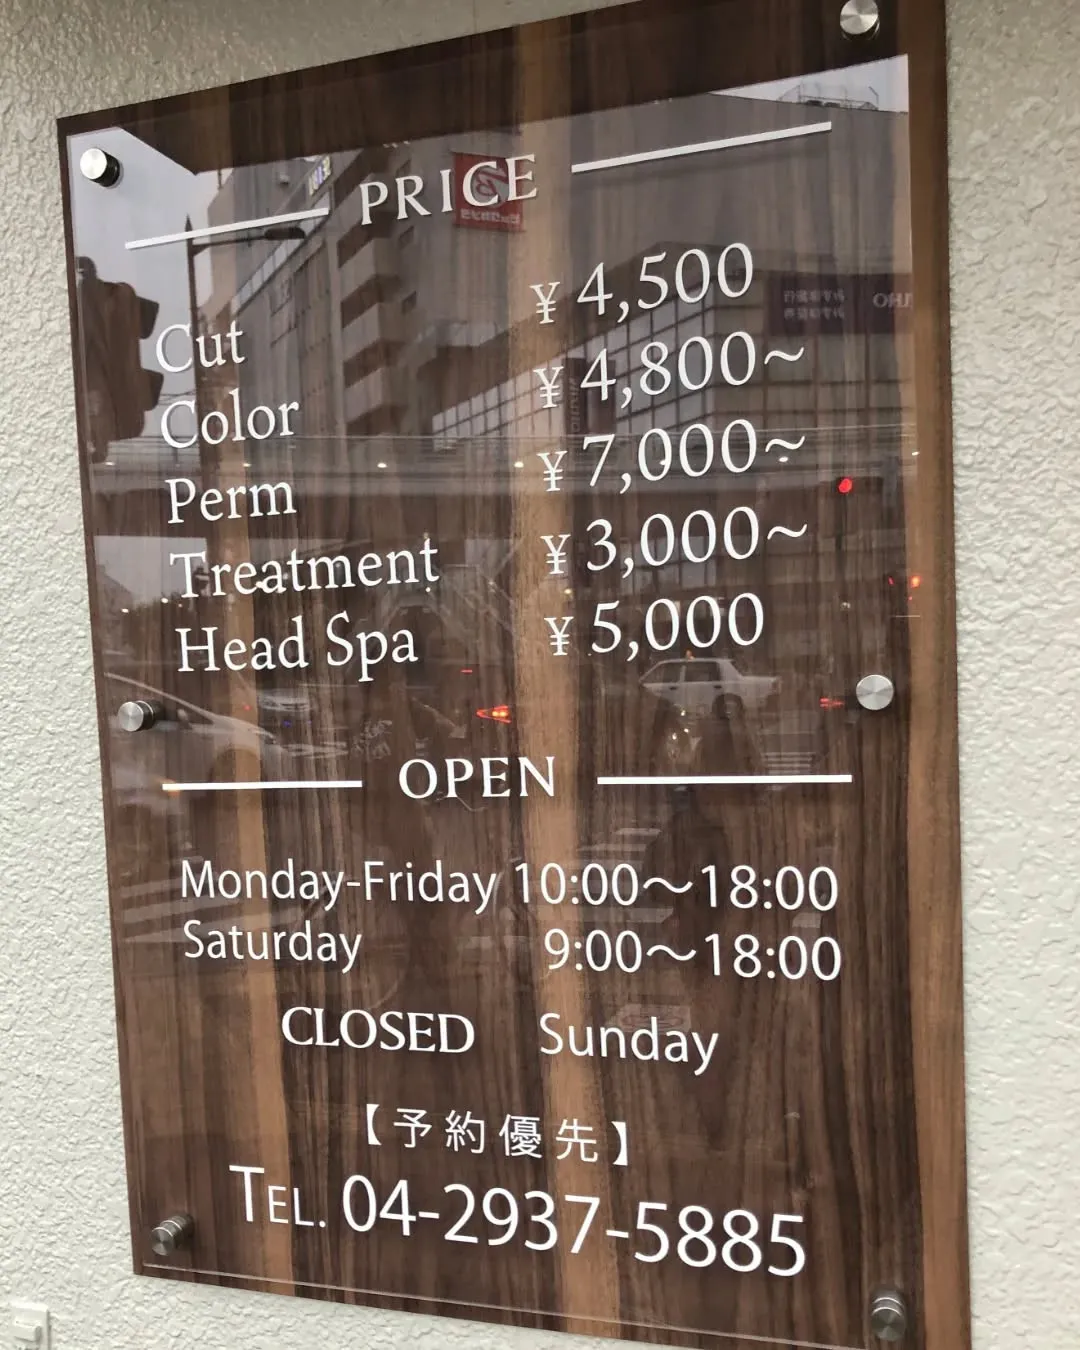 PRICE
Cut ¥4,500
Color ¥4,800~
Perm ¥7,000~
Treatment ¥3,000~
Head Spa ¥5,000
OPEN
Monday-Friday 10:00～18:00
Saturday 9:00～18:00
CLOSED Sunday
【予約優先】
TEL. 04-2937-5885